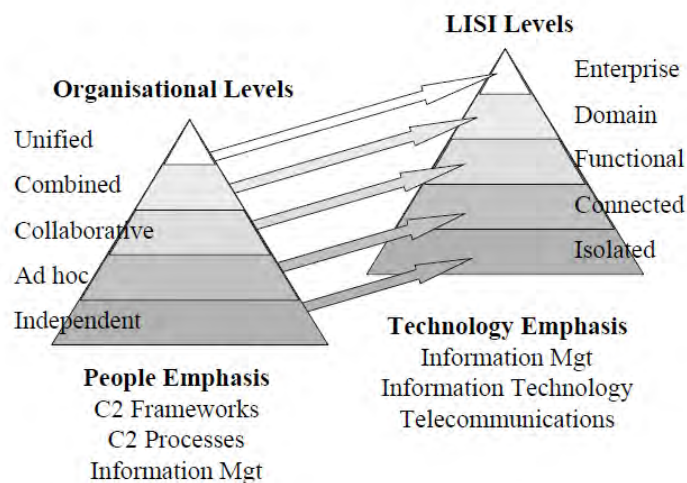 LISI Levels
Organisational Levels
Enterprise
Domain
Functional
Connected
Isolated
Unified
Combined
Collaborative
Ad hoc
Independent
Technology Emphasis
Information Mgt
Information Technology
Telecommunications
People Emphasis
C2 Frameworks
C2 Processes
Information Mgt